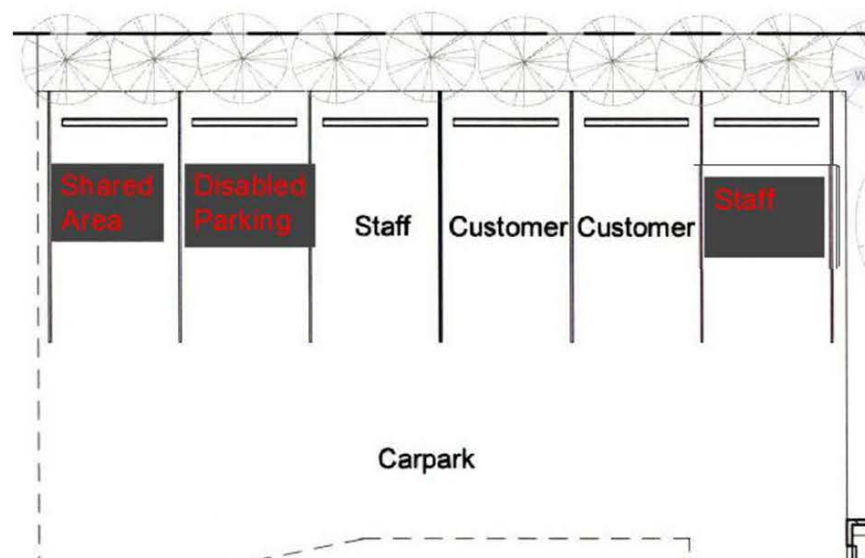 Shared
Area
Disabled
Parking
Staff
Customer
Customer
Staff
Carpark
W